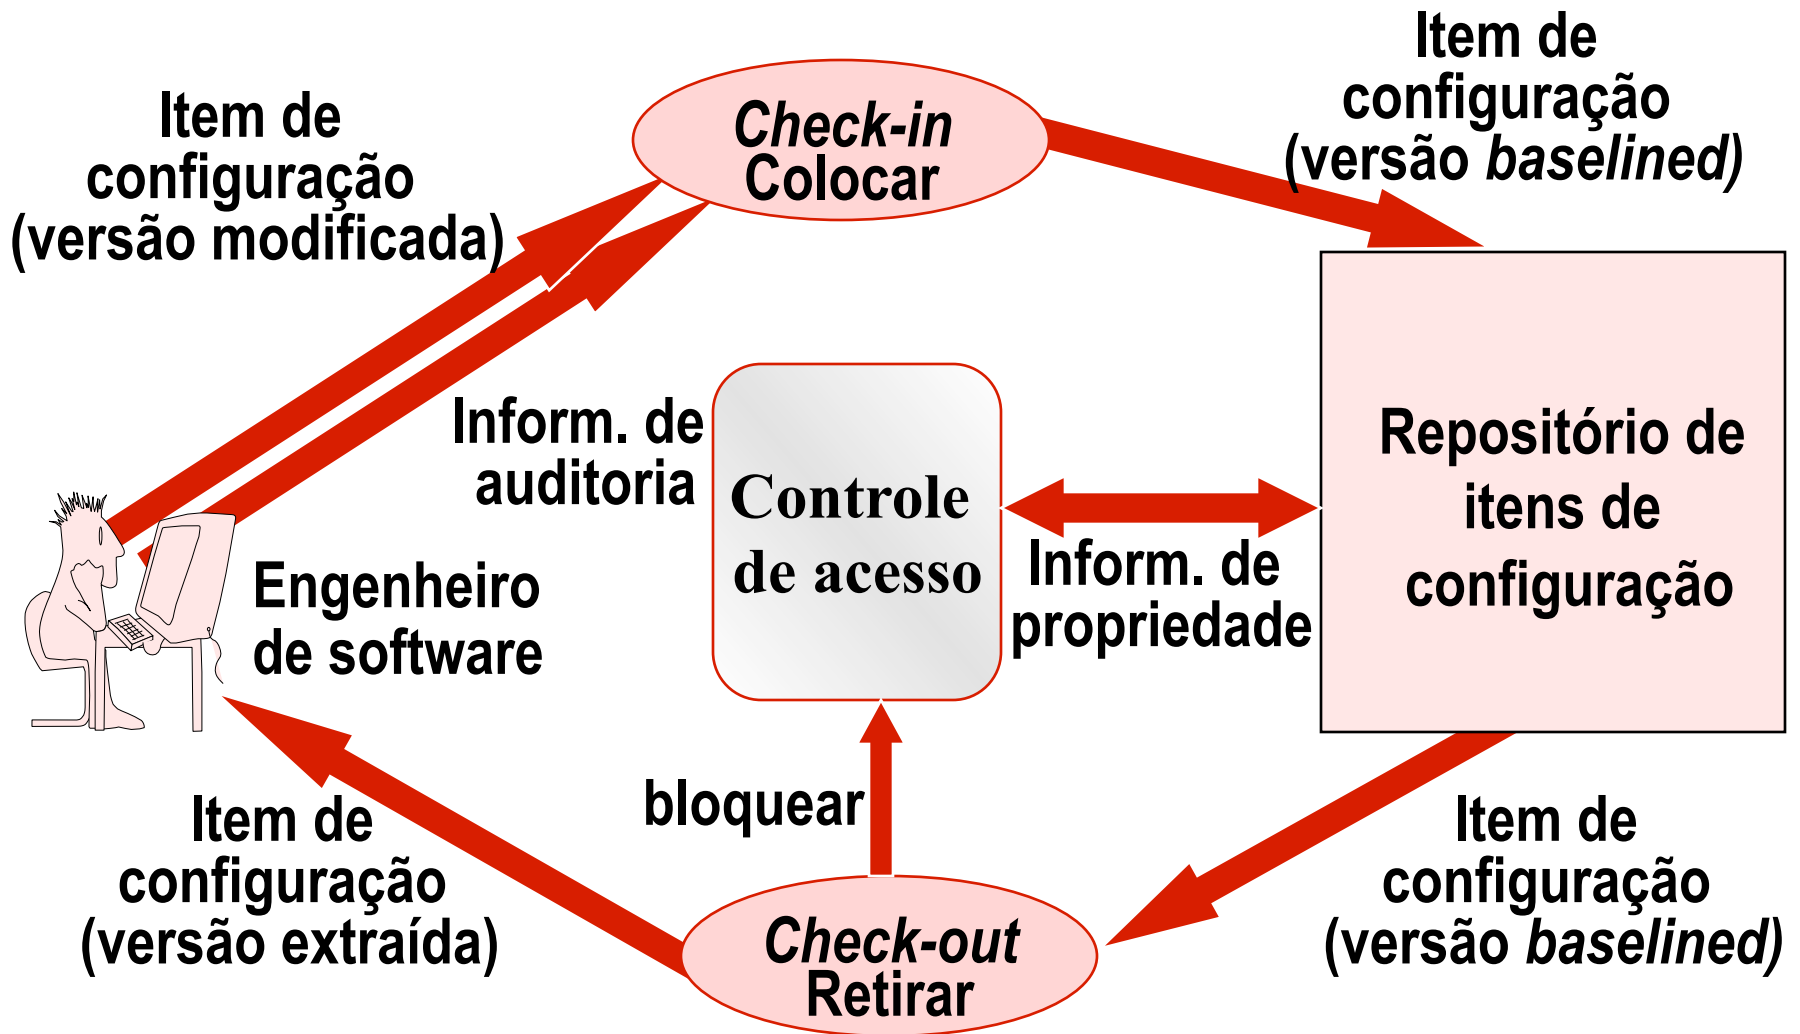 Item de
configuração
(versão modificada)
Check-in
Colocar
Item de
configuração
(versão baselined)
Inform. de
auditoria
Controle
de acesso
Inform. de
propriedade
Repositório de
itens de
configuração
Engenheiro
de software
bloquear
Item de
configuração
(versão extraída)
Check-out
Retirar
Item de
configuração
(versão baselined)